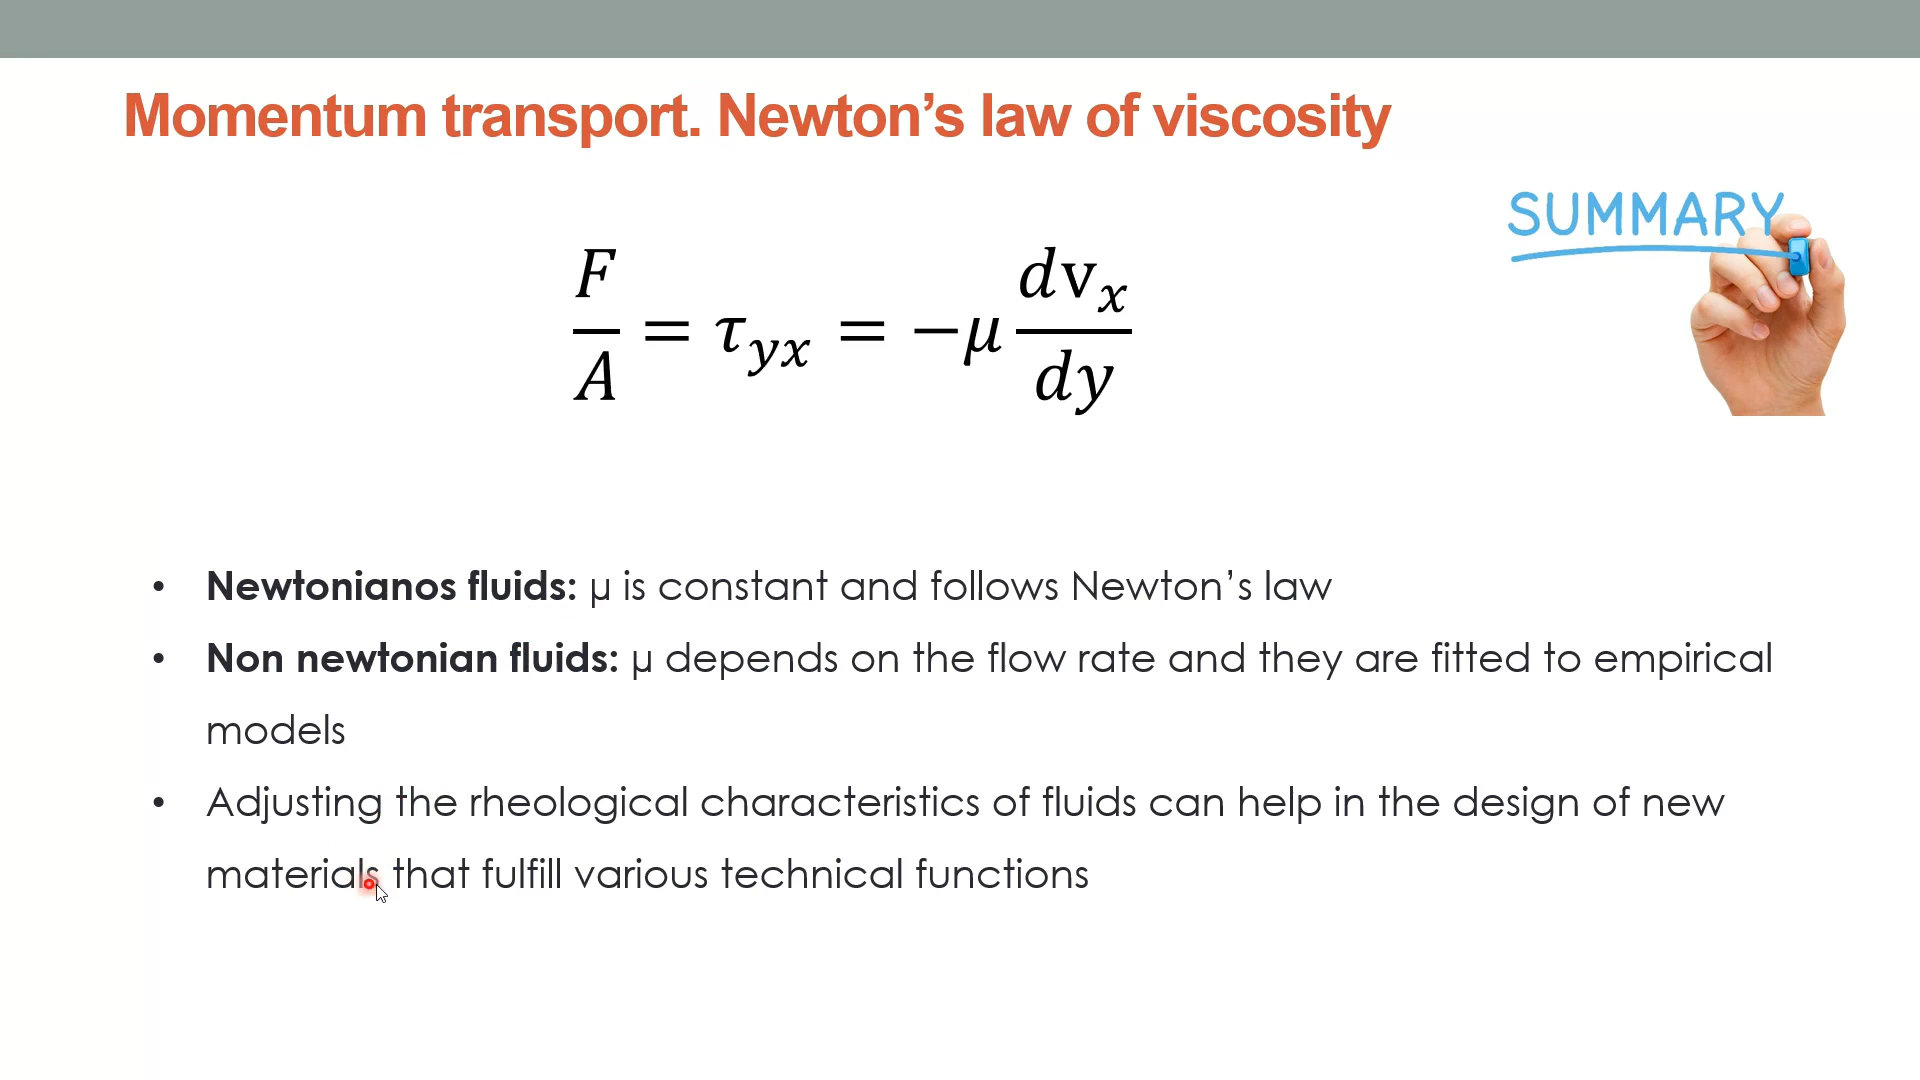 Momentum transport. Newton’s law of viscosity
SUMMARY
F/A = τ_yx = −μ dv_x/dy
• Newtonianos fluids: μ is constant and follows Newton’s law
• Non newtonian fluids: μ depends on the flow rate and they are fitted to empirical
models
• Adjusting the rheological characteristics of fluids can help in the design of new
materials that fulfill various technical functions